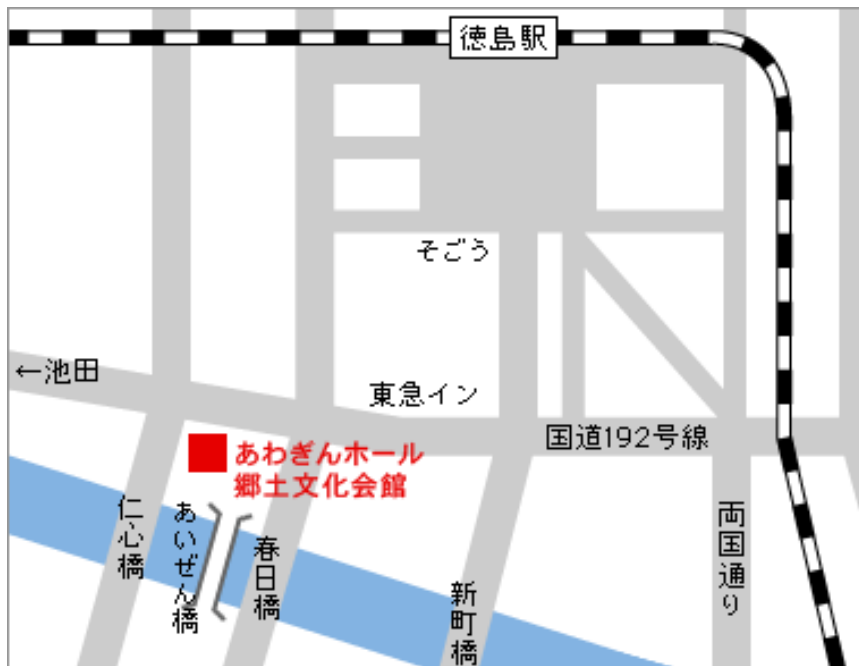 徳島駅
そごう
←池田
東急イン
国道192号線
あわぎんホール
郷土文化会館
仁心橋
あいぜん橋
春日橋
新町橋
両国通り